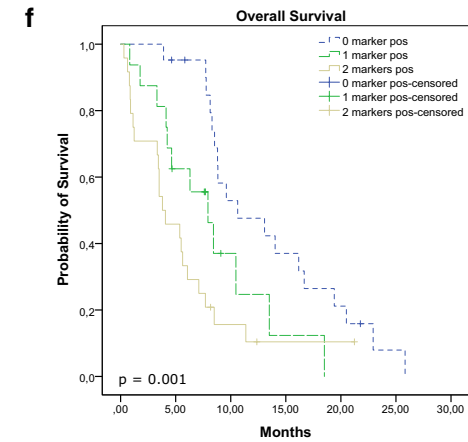 f
Overall Survival
0 marker pos
1 marker pos
2 markers pos
0 marker pos-censored
1 marker pos-censored
2 markers pos-censored
Probability of Survival
1,0
0,8
0,6
0,4
0,2
0,0
p = 0.001
,00 5,00 10,00 15,00 20,00 25,00 30,00
Months